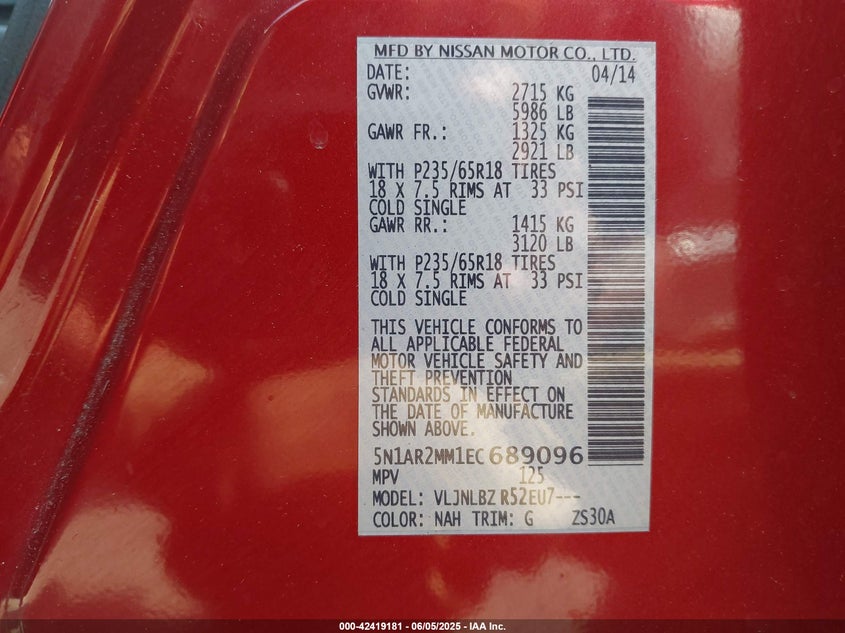 MFD BY NISSAN MOTOR CO., LTD.
DATE: 04/14
GVWR: 2715 KG
5986 LB
GAWR FR.: 1325 KG
2921 LB
WITH P235/65R18 TIRES
18 X 7.5 RIMS AT 33 PSI
COLD SINGLE
GAWR RR.: 1415 KG
3120 LB
WITH P235/65R18 TIRES
18 X 7.5 RIMS AT 33 PSI
COLD SINGLE
THIS VEHICLE CONFORMS TO
ALL APPLICABLE FEDERAL
MOTOR VEHICLE SAFETY AND
THEFT PREVENTION
STANDARDS IN EFFECT ON
THE DATE OF MANUFACTURE
SHOWN ABOVE.
5N1AR2MM1EC689096
MPV 125
MODEL: VLJNLBZ R52EU7---
COLOR: NAH TRIM: G ZS30A
000-42419181 - 06/05/2025 - IAA Inc.